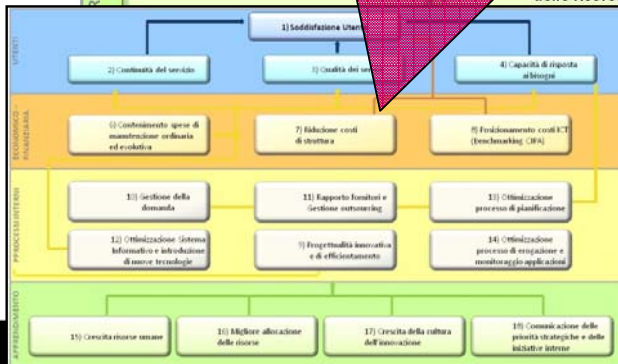 delle risorse
UTENTI
1) Soddisfazione Utenti
2) Continuità del servizio
3) Qualità dei
4) Capacità di risposta
ai bisogni
ECONOMICO -
FINANZIARIA
6) Contenimento spese di
manutenzione ordinaria
ed evolutiva
7) Riduzione costi
di struttura
8) Posizionamento costi ICT
(Benchmarking CIPA)
PPROCESSI INTERNI
10) Gestione della
domanda
11) Rapporto fornitori e
Gestione outsourcing
13) Ottimizzazione
processo di pianificazione
12) Ottimizzazione Sistema
Informativo e introduzione
di nuove tecnologie
9) Progettualità innovativa
e di efficientamento
14) Ottimizzazione
processo di erogazione e
monitoraggio applicazioni
APPRENDIMENTO
15) Crescita risorse umane
16) Migliore allocazione
delle risorse
17) Crescita della cultura
dell'innovazione
18) Comunicazione delle
priorità strategiche e delle
iniziative interne